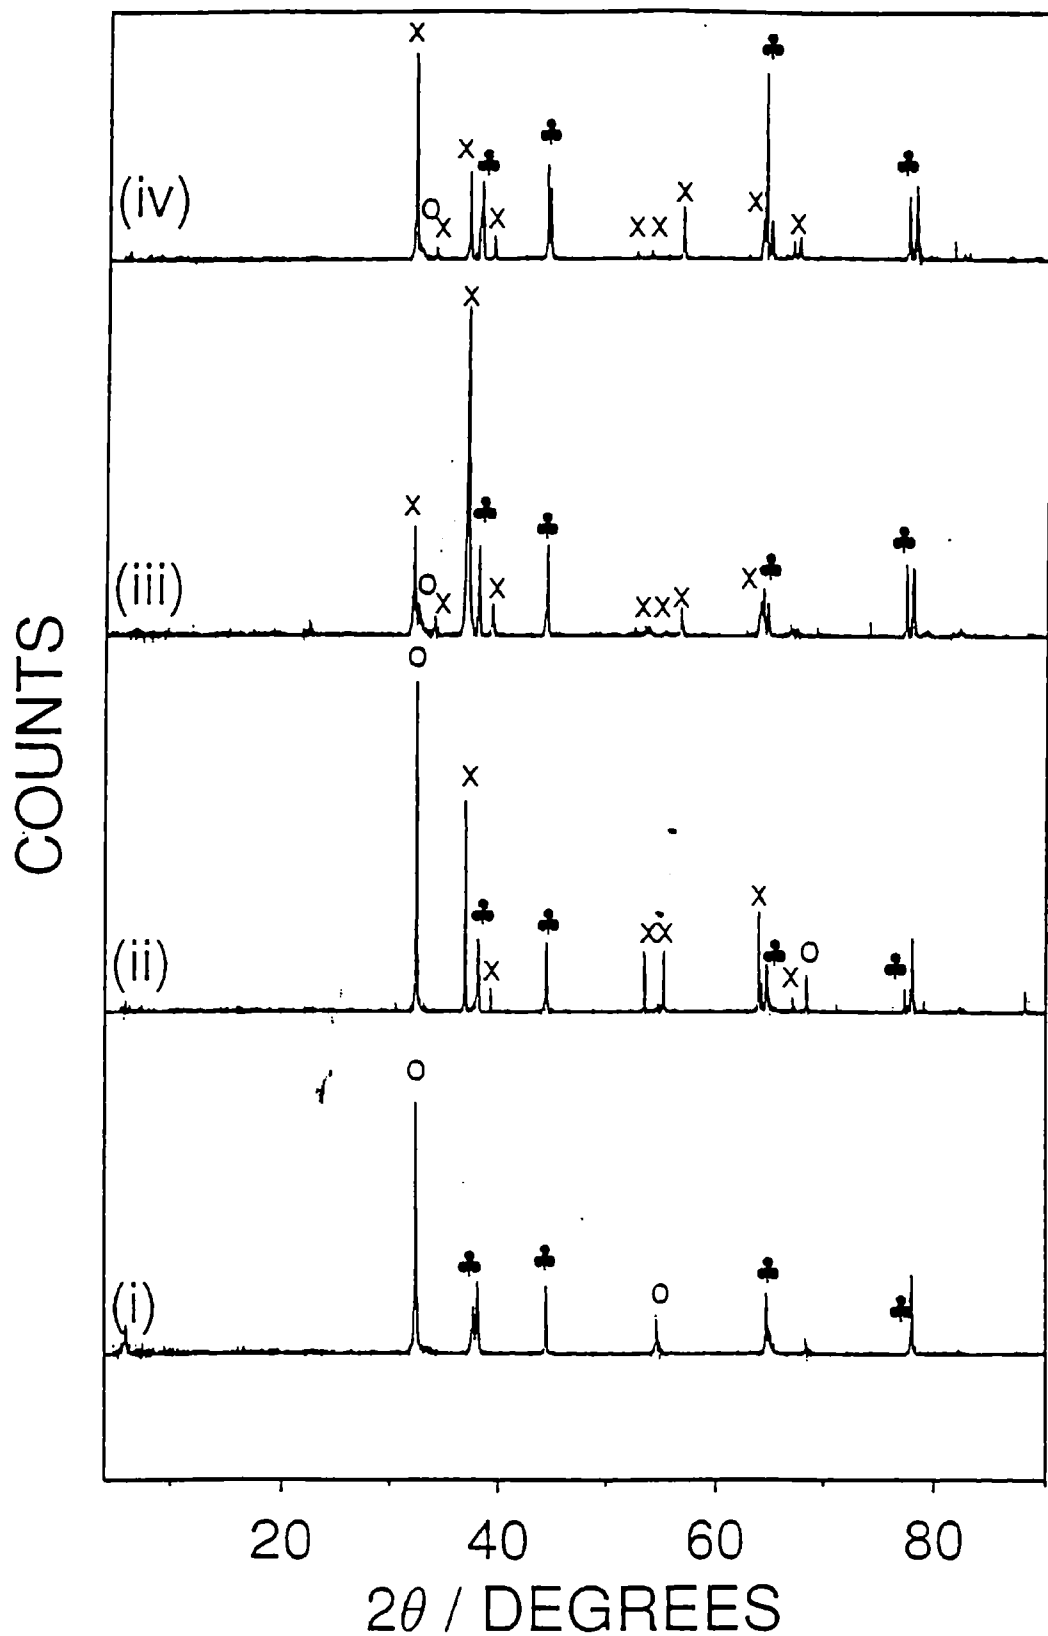 X
♣
X
♣
♣
♣
(iv)
O
X
X
X
X
X
X
X
X
X
♣
♣
♣
X
(iii)
O
X
X
X
X
X
X
♣
O
X
♣
♣
X
(ii)
X
X
X
♣
X
O
♣
O
♣
♣
O
♣
(i)
♣
COUNTS
20 40 60 80
2θ / DEGREES